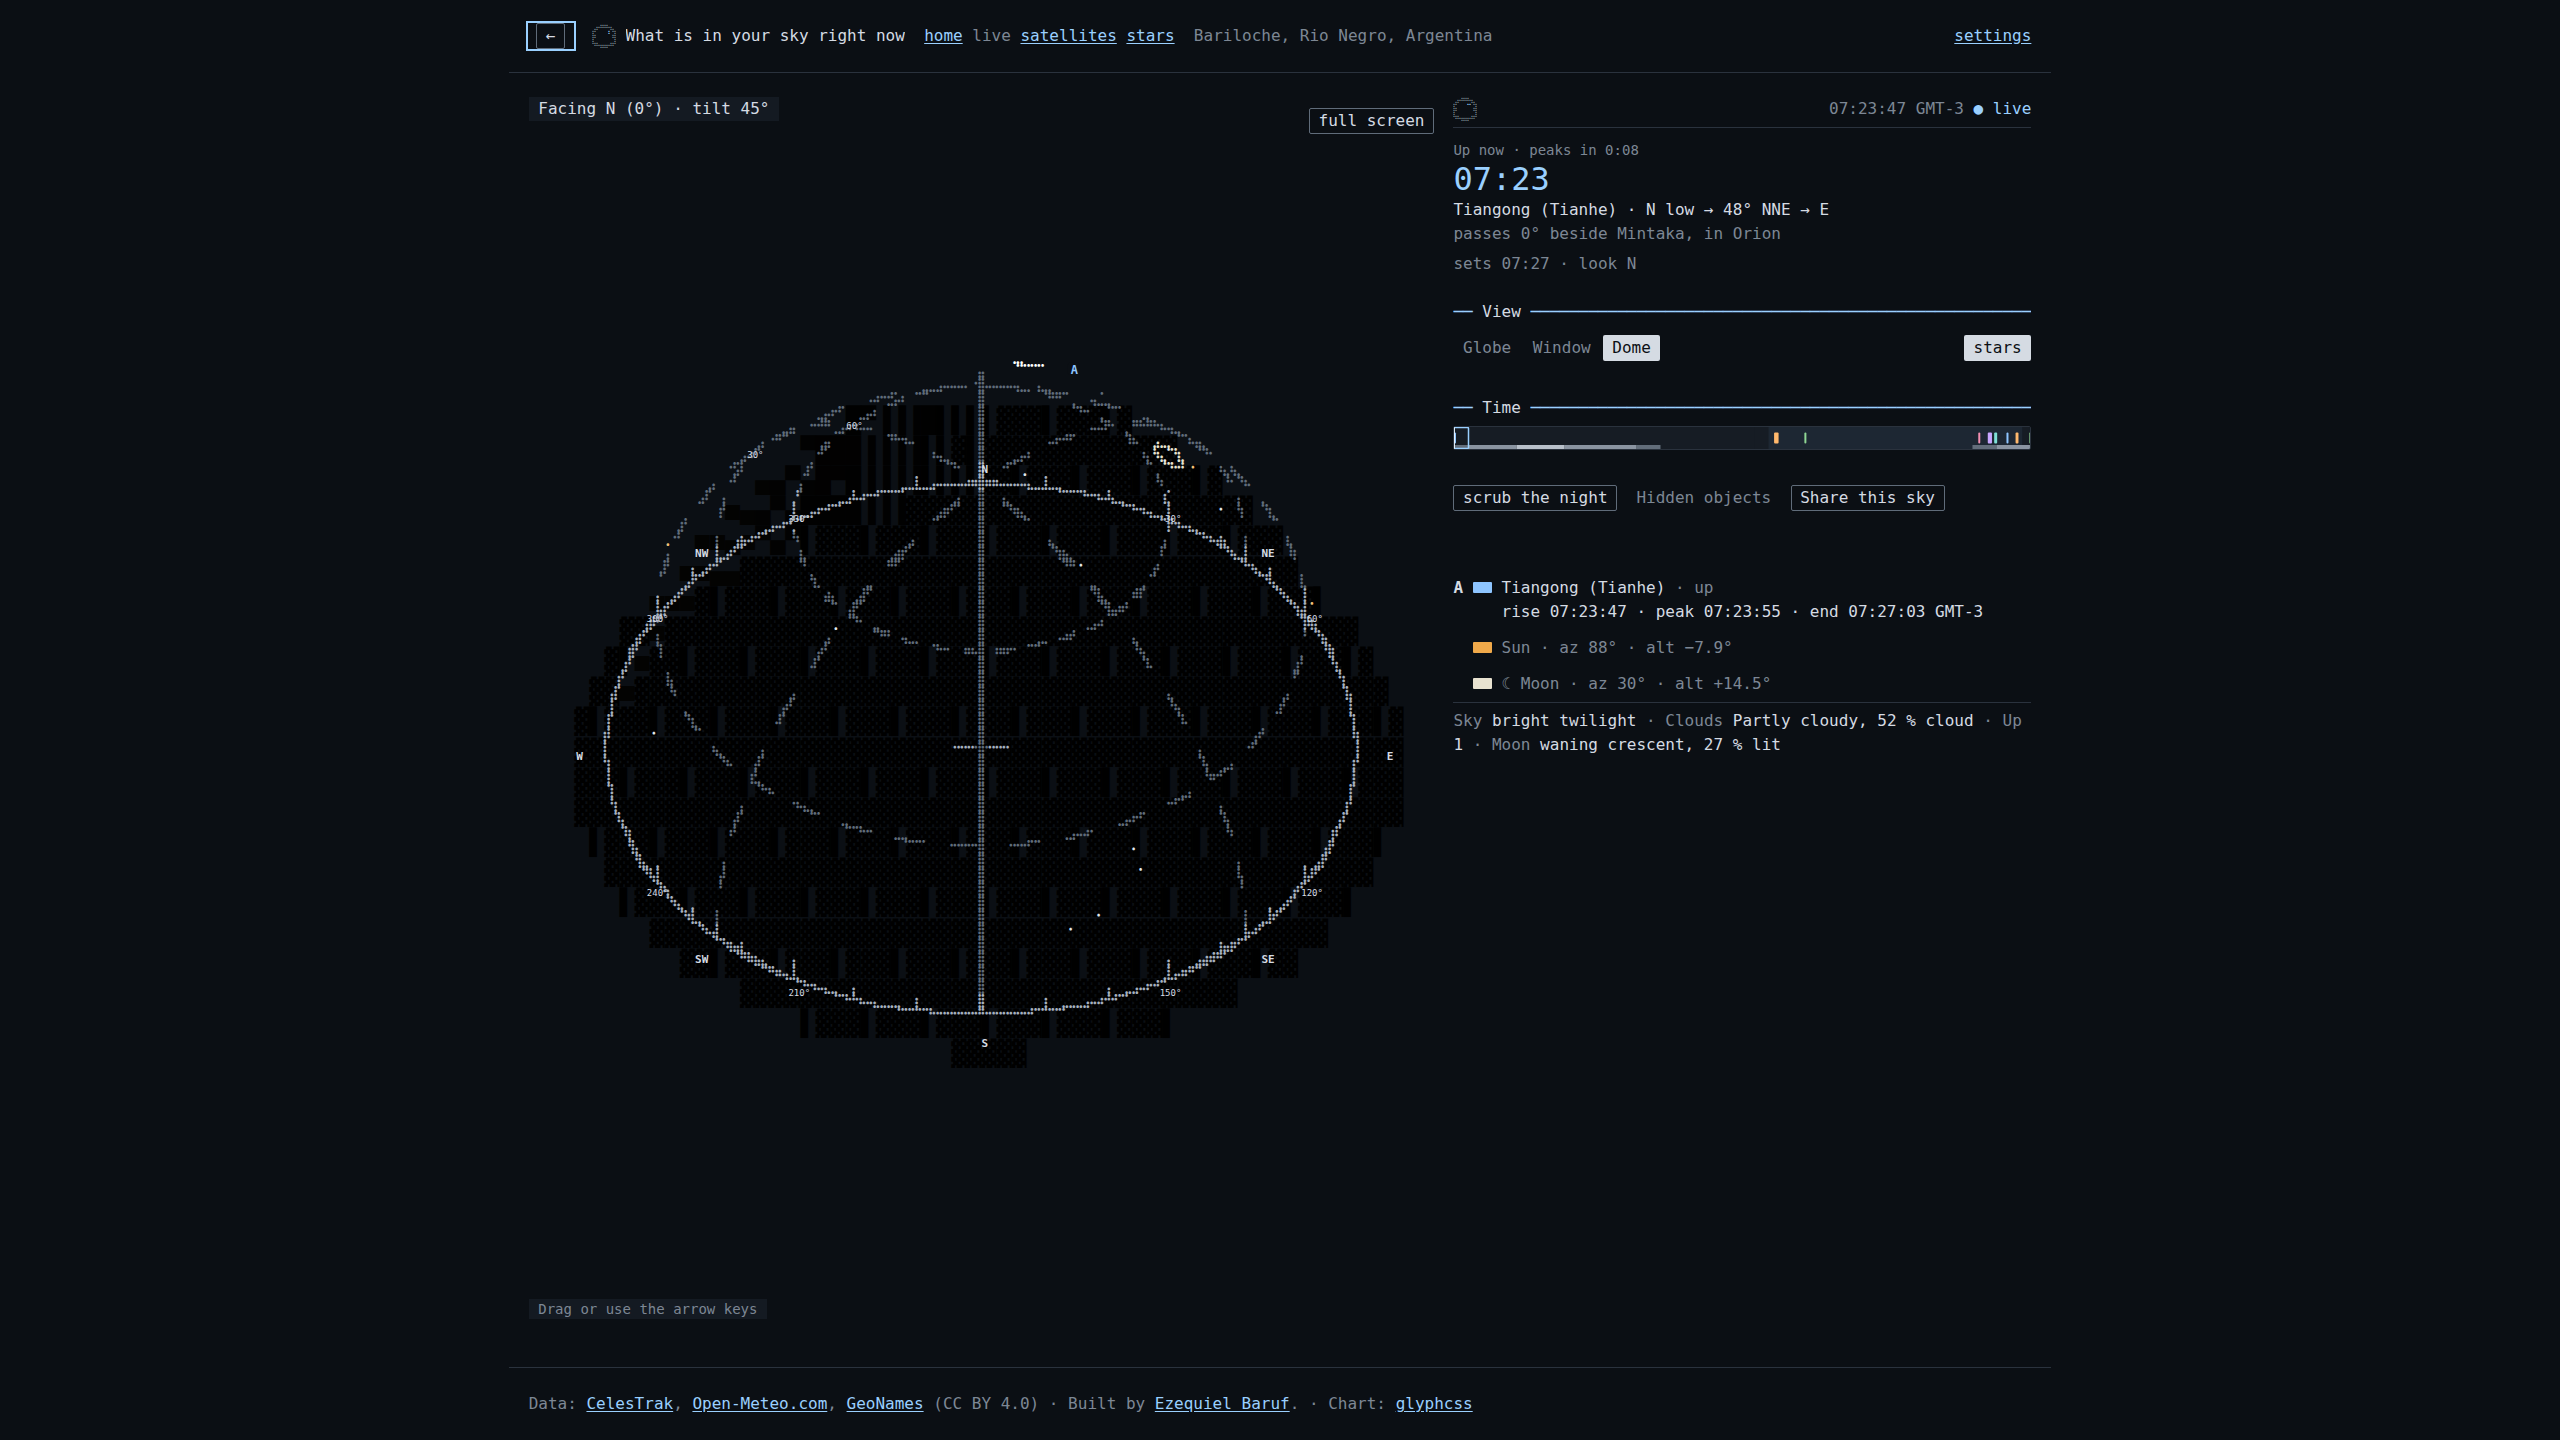 ← What is in your sky right now home live satellites stars Bariloche, Rio Negro, Argentina settings
Facing N (0°) · tilt 45°
full screen
07:23:47 GMT-3 ● live
Up now · peaks in 0:08
07:23
Tiangong (Tianhe) · N low → 48° NNE → E
passes 0° beside Mintaka, in Orion
sets 07:27 · look N
View
Globe Window Dome stars
Time
scrub the night Hidden objects Share this sky
A Tiangong (Tianhe) · up
rise 07:23:47 · peak 07:23:55 · end 07:27:03 GMT-3
Sun · az 88° · alt −7.9°
☾ Moon · az 30° · alt +14.5°
Sky bright twilight · Clouds Partly cloudy, 52 % cloud · Up
1 · Moon waning crescent, 27 % lit
A
60°
30°
N
330° 30°
NW NE
300° 60°
W E
240° 120°
SW SE
210° 150°
S
Drag or use the arrow keys
Data: CelesTrak, Open-Meteo.com, GeoNames (CC BY 4.0) · Built by Ezequiel Baruf. · Chart: glyphcss